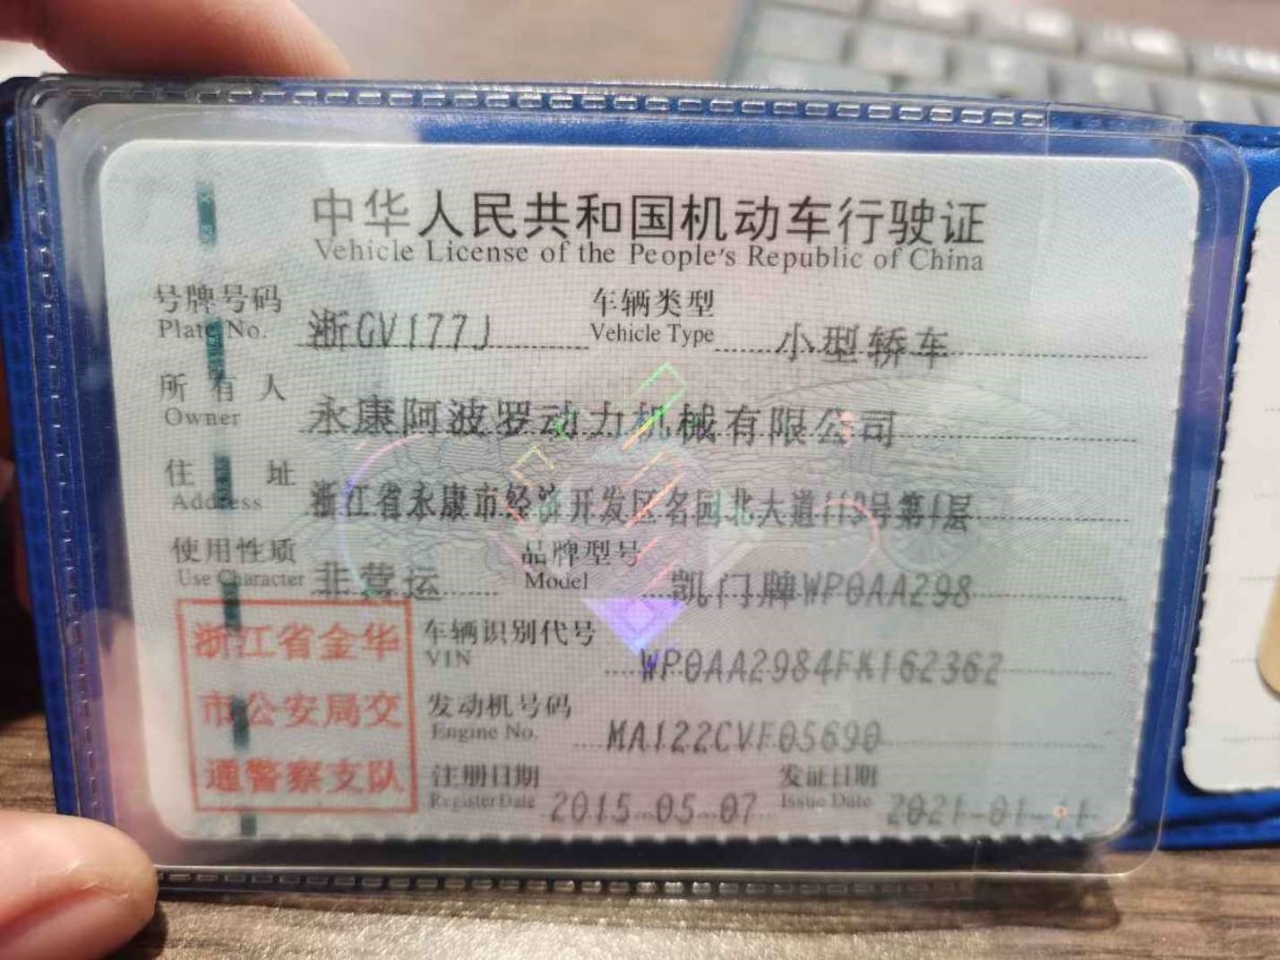 中华人民共和国机动车行驶证
Vehicle License of the People's Republic of China
号牌号码 浙GV177J 车辆类型 小型轿车
Plate No. Vehicle Type
所有人 永康阿波罗动力机械有限公司
Owner
住址 浙江省永康市经济开发区名园北大道119号第1层
Address
使用性质 非营运 品牌型号 凯门牌WP0AA298
Use Character Model
浙江省金华
市公安局交
通警察支队
车辆识别代号 WP0AA2984FK162362
VIN
发动机号码 MA122CVF05690
Engine No.
注册日期 2015-05-07 发证日期 2021-01-11
Register Date Issue Date